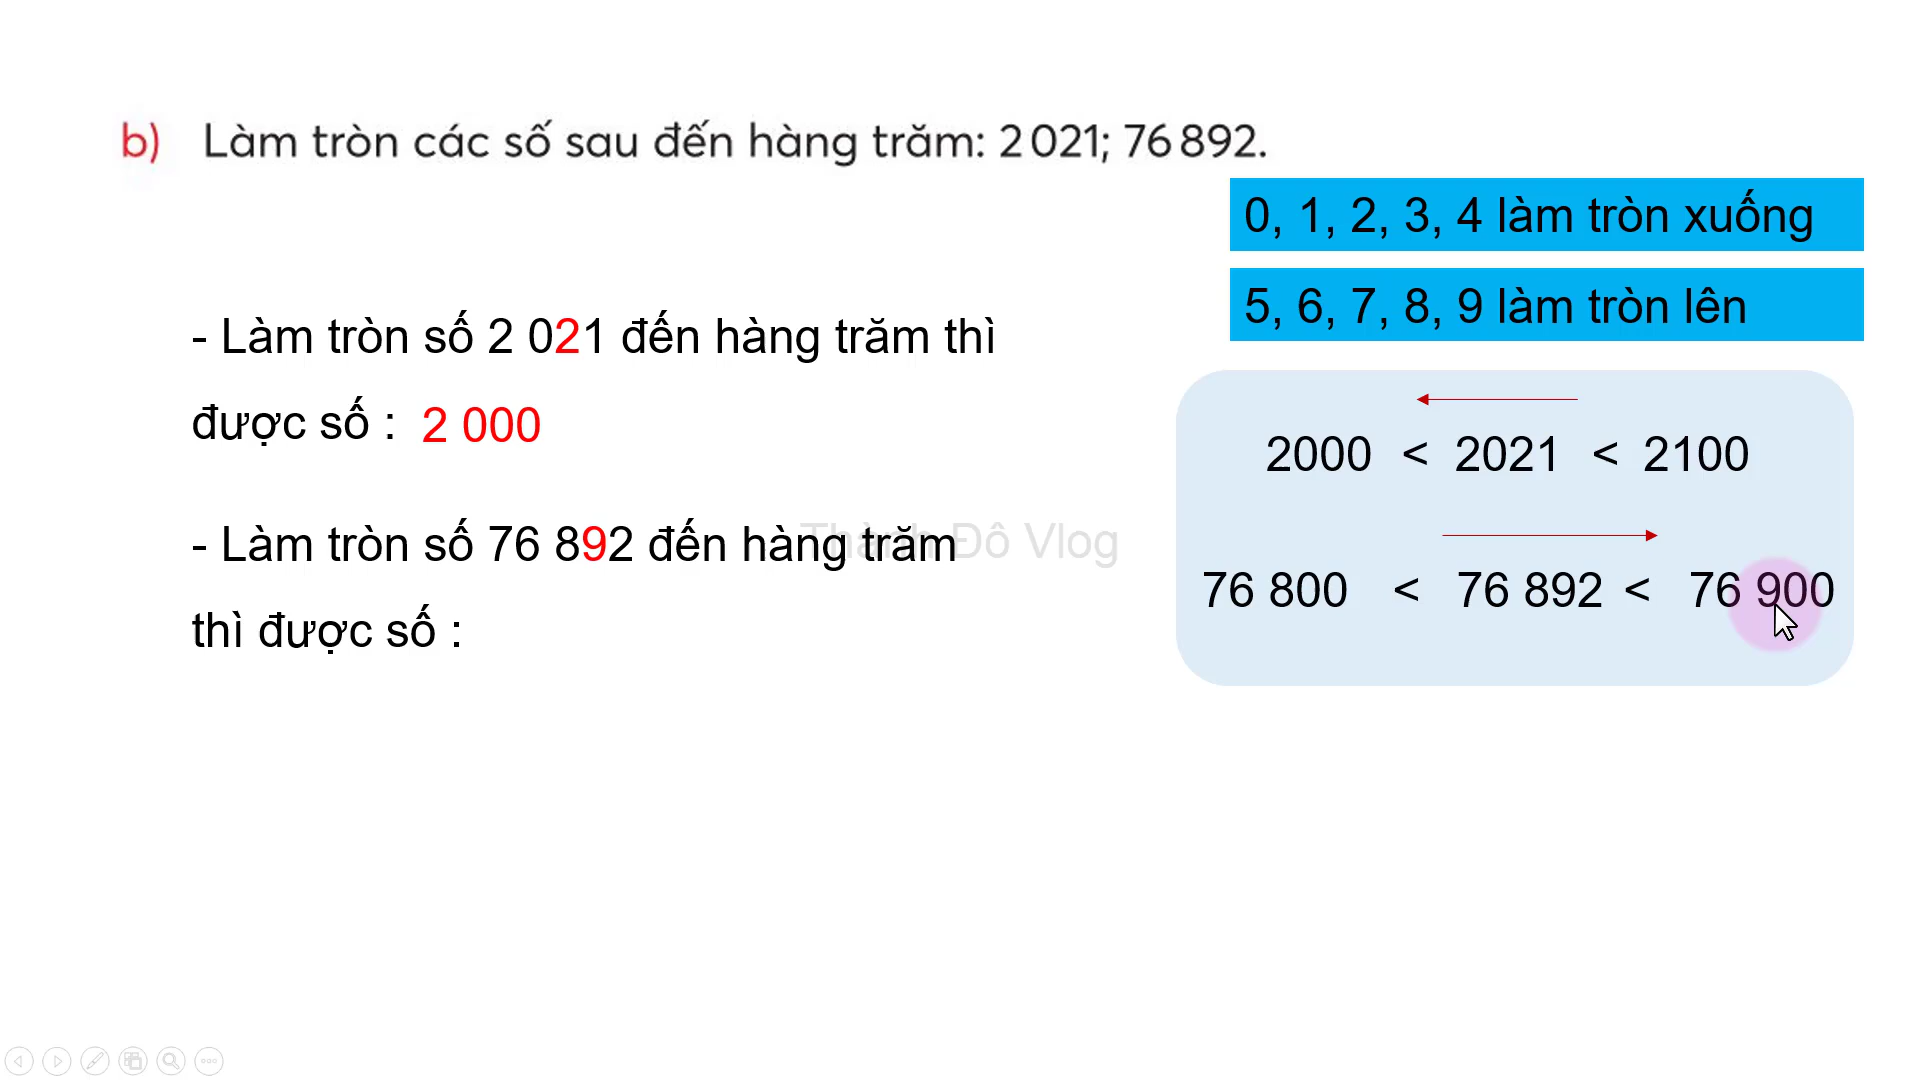 b) Làm tròn các số sau đến hàng trăm: 2 021; 76 892.
0, 1, 2, 3, 4 làm tròn xuống
5, 6, 7, 8, 9 làm tròn lên
- Làm tròn số 2 021 đến hàng trăm thì
được số : 2 000
- Làm tròn số 76 892 đến hàng trăm
thì được số :
Thành Đô Vlog
2000 < 2021 < 2100
76 800 < 76 892 < 76 900